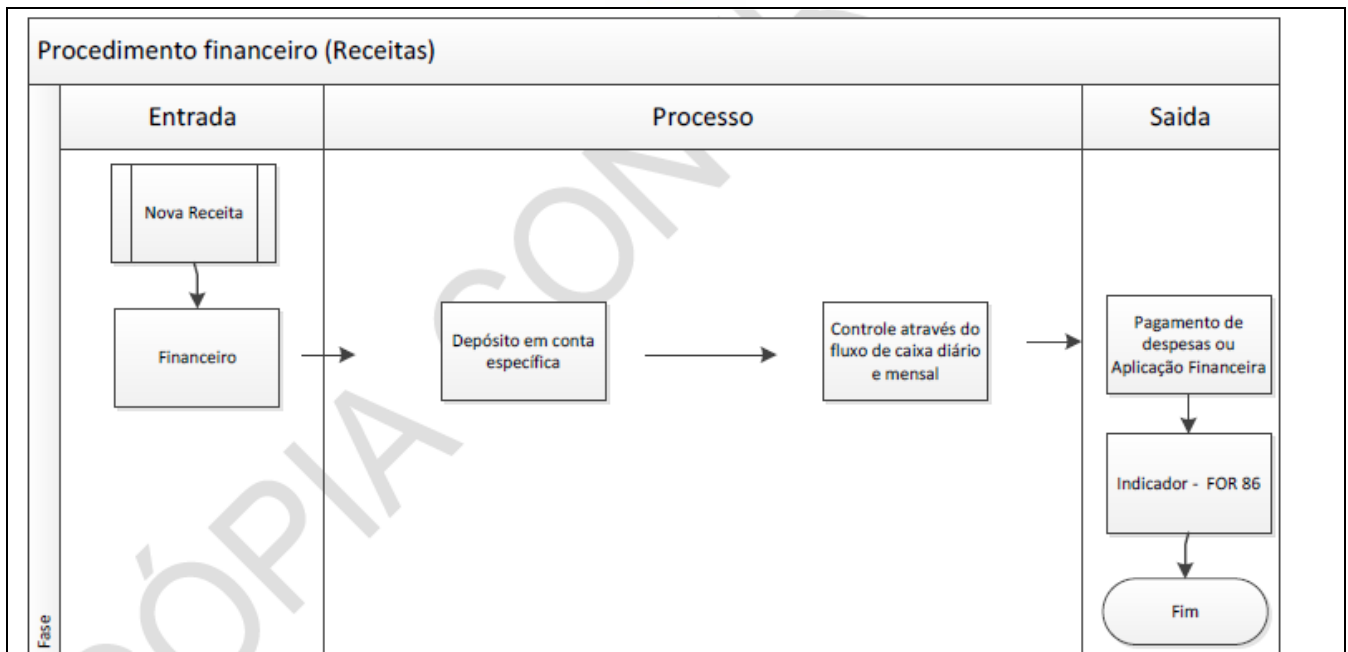 Procedimento financeiro (Receitas)
Entrada
Processo
Saida
Nova Receita
Financeiro
Depósito em conta
específica
Controle através do
fluxo de caixa diário
e mensal
Pagamento de
despesas ou
Aplicação Financeira
Indicador - FOR 86
Fim
Fase
ÓPIA CON